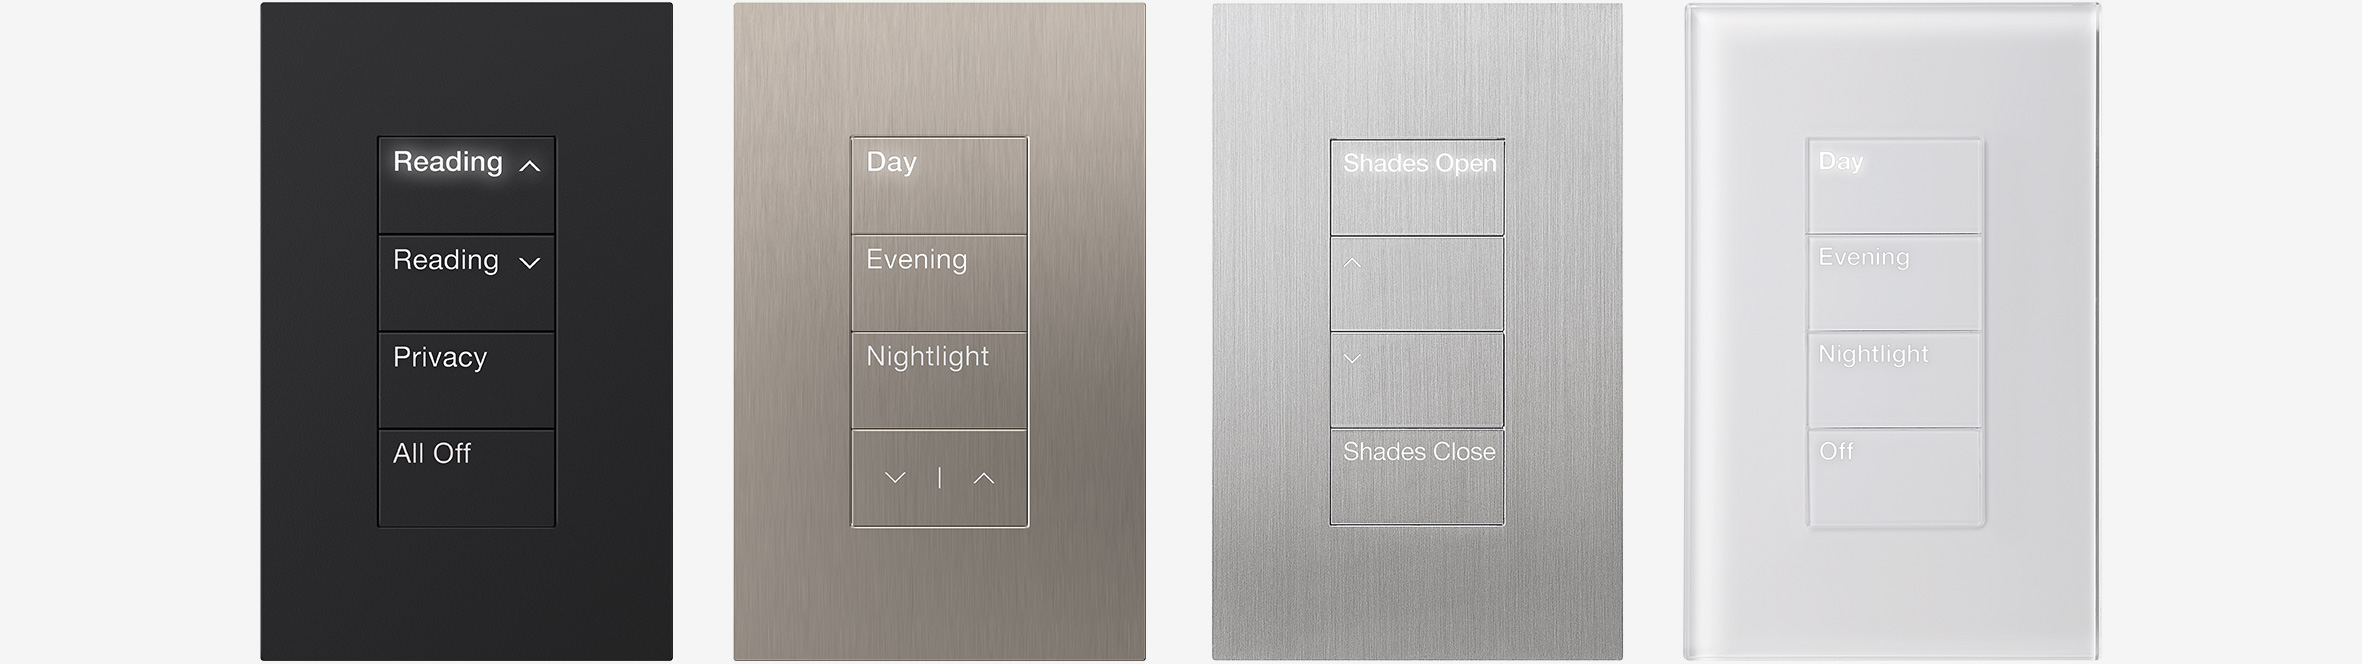 Reading
Reading
Privacy
All Off
Day
Evening
Nightlight
Shades Open
Shades Close
Day
Evening
Nightlight
Off